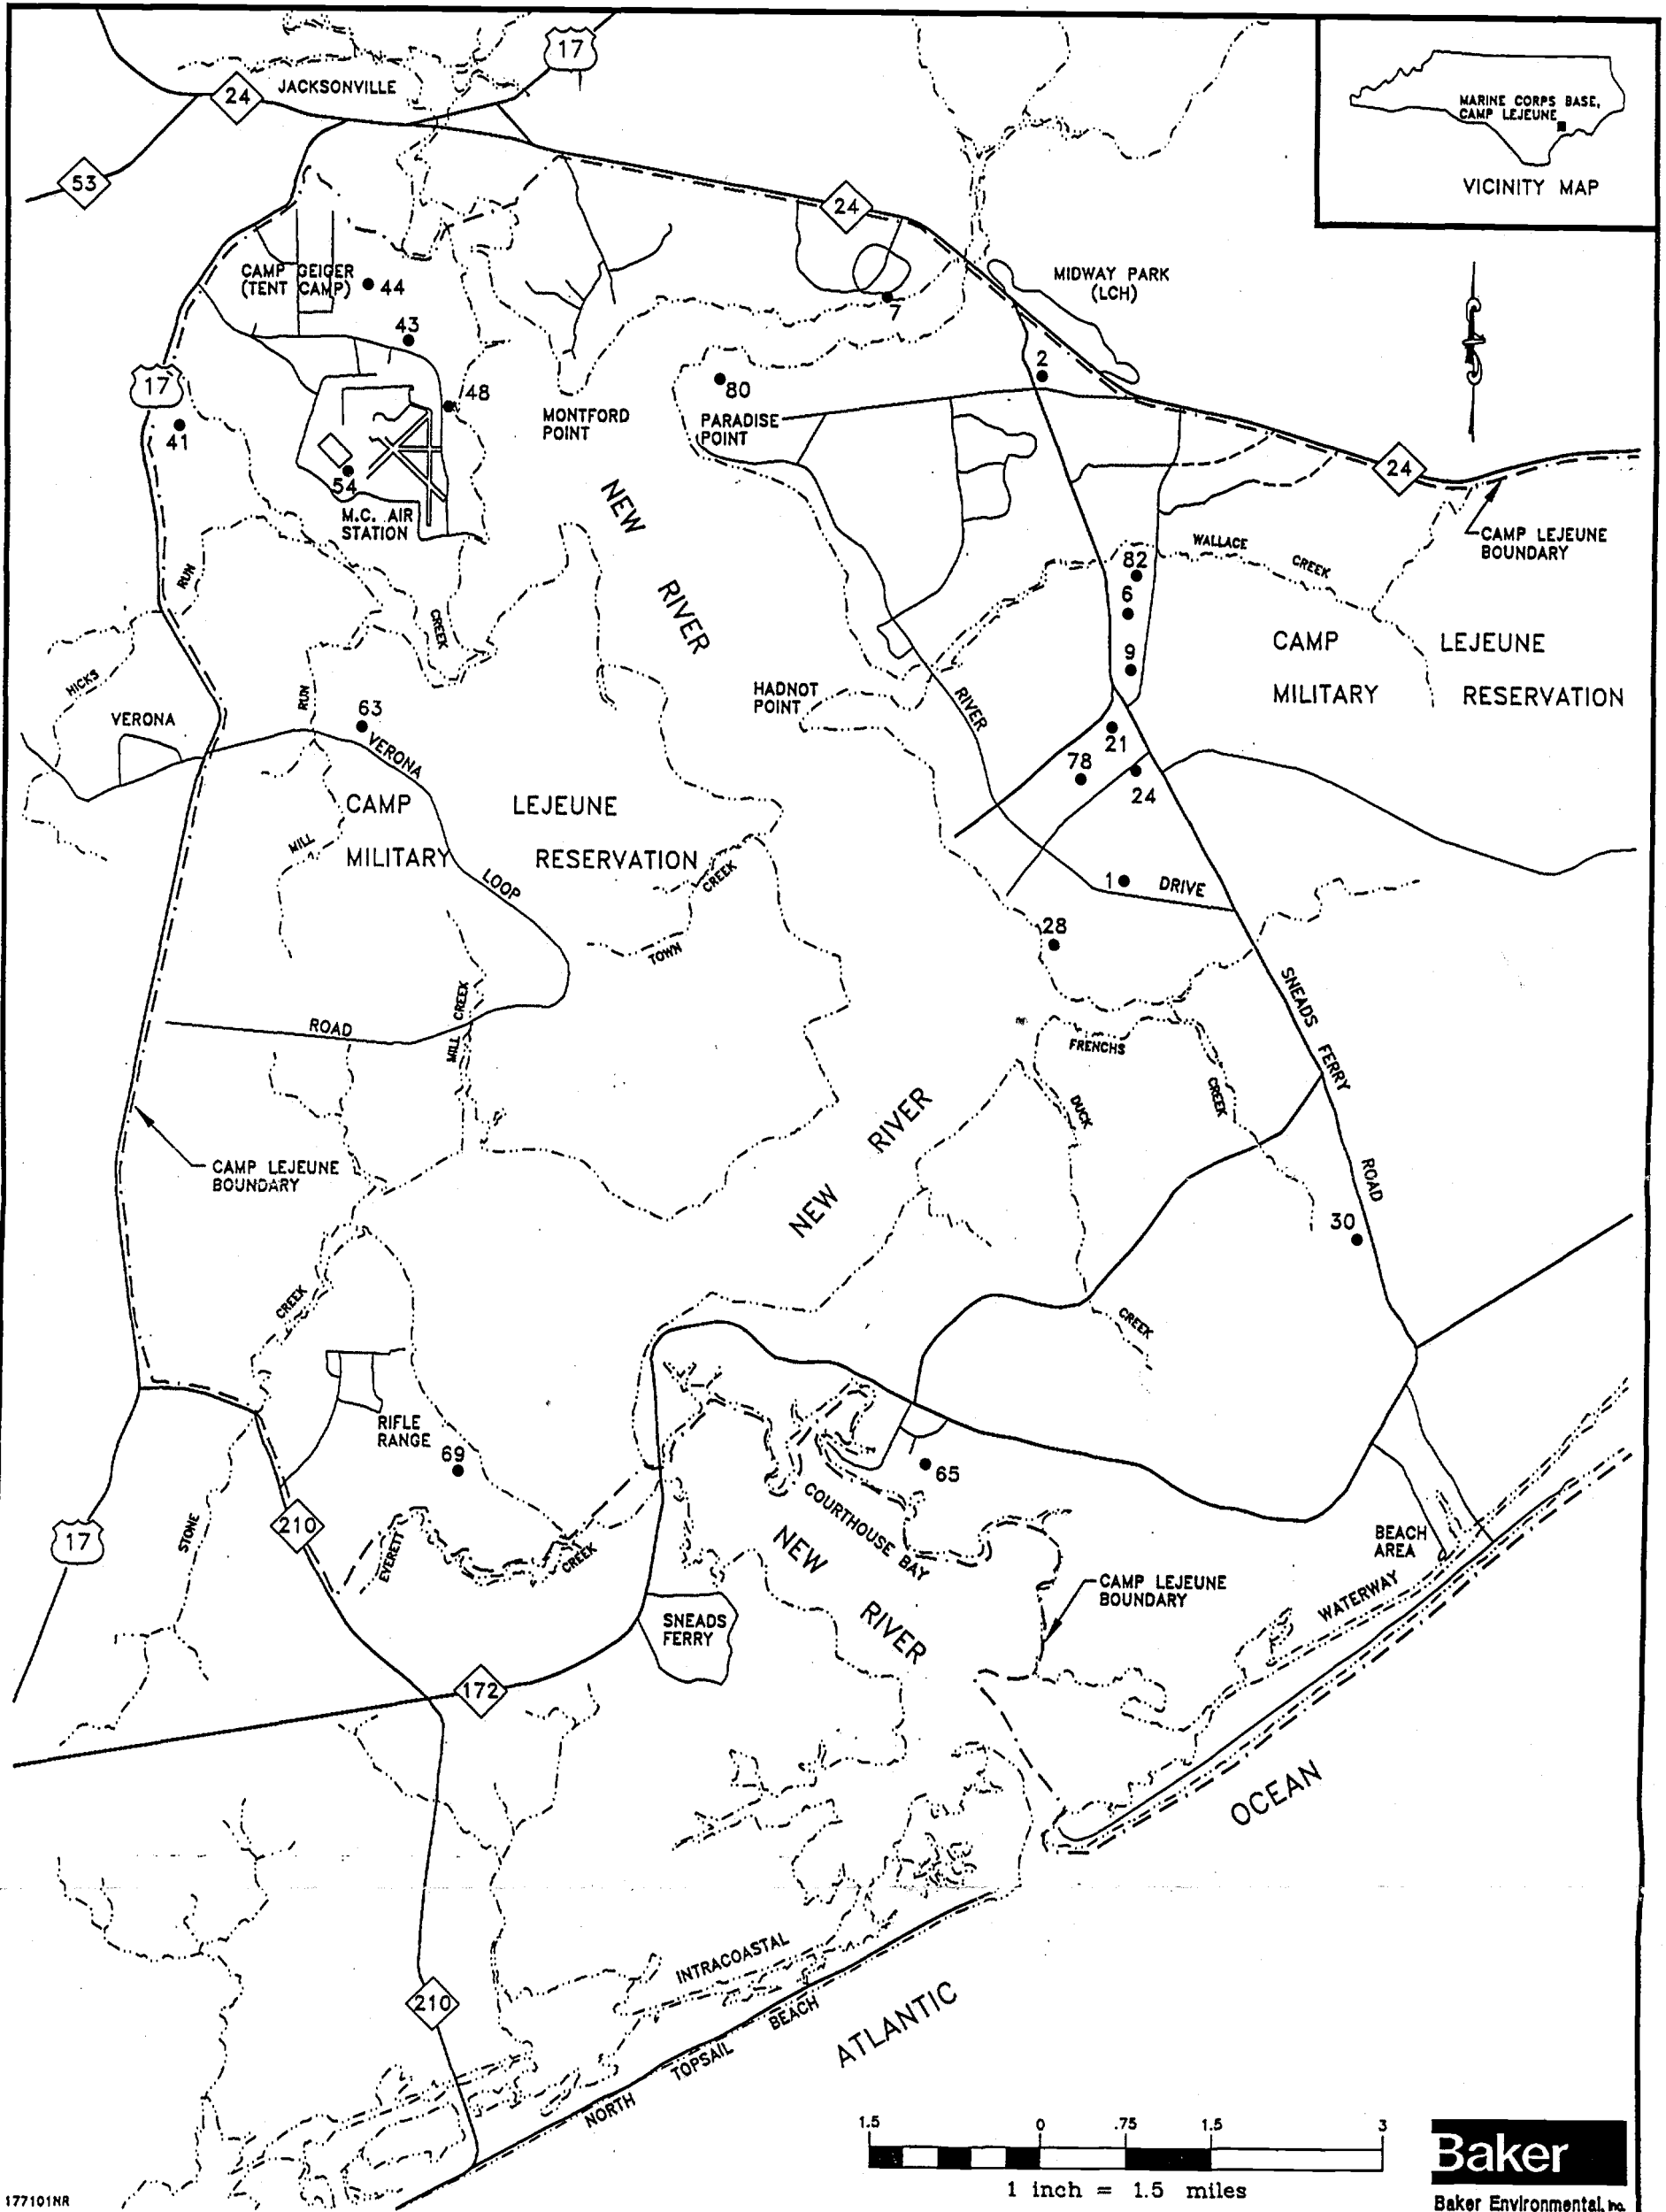 17
JACKSONVILLE
24
53
MARINE CORPS BASE,
CAMP LEJEUNE
VICINITY MAP
24
CAMP GEIGER
(TENT CAMP)
44
MIDWAY PARK
(LCH)
7
43
2
17
48
80
41
MONTFORD
POINT
PARADISE
POINT
54
M.C. AIR
STATION
24
NEW
RIVER
CAMP LEJEUNE
BOUNDARY
WALLACE
CREEK
82
6
9
RUN
CREEK
CAMP LEJEUNE
MILITARY RESERVATION
HICKS
RUN
HADNOT
POINT
RIVER
VERONA
63
VERONA
21
78
24
CAMP LEJEUNE
MILITARY RESERVATION
MILL
LOOP
CREEK
TOWN
1
DRIVE
28
SNEADS
FERRY
ROAD
MILL
CREEK
ROAD
FRENCHS
CREEK
DUCK
CREEK
NEW
RIVER
CAMP LEJEUNE
BOUNDARY
30
CREEK
RIFLE
RANGE
69
65
COURTHOUSE BAY
STONE
210
17
EVERETT
CREEK
NEW
RIVER
BEACH
AREA
CAMP LEJEUNE
BOUNDARY
WATERWAY
SNEADS
FERRY
172
OCEAN
INTRACOASTAL
210
NORTH
TOPSAIL
BEACH
ATLANTIC
1.5 0 .75 1.5 3
1 inch = 1.5 miles
Baker
Baker Environmental, Inc.
177101NR